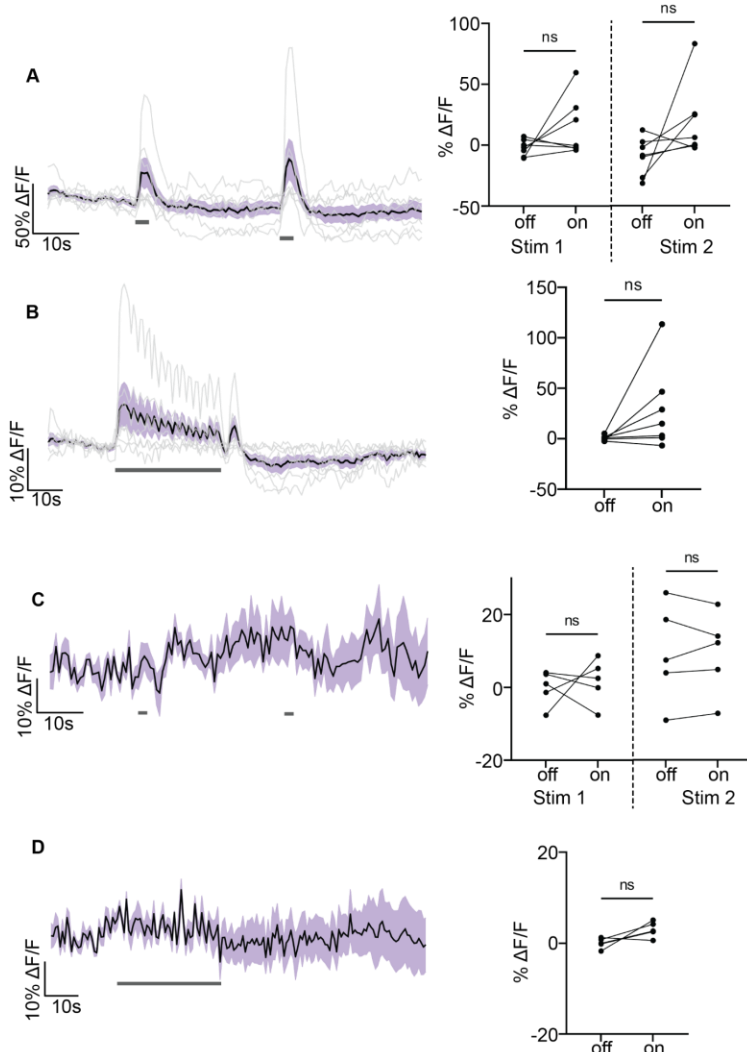 A
50% ΔF/F
10s
100
50
0
-50
% ΔF/F
ns
ns
off
on
off
on
Stim 1
Stim 2
B
10% ΔF/F
10s
150
100
50
0
-50
% ΔF/F
ns
off
on
C
10% ΔF/F
10s
20
0
-20
% ΔF/F
ns
ns
off
on
off
on
Stim 1
Stim 2
D
10% ΔF/F
10s
20
0
-20
% ΔF/F
ns
off
on